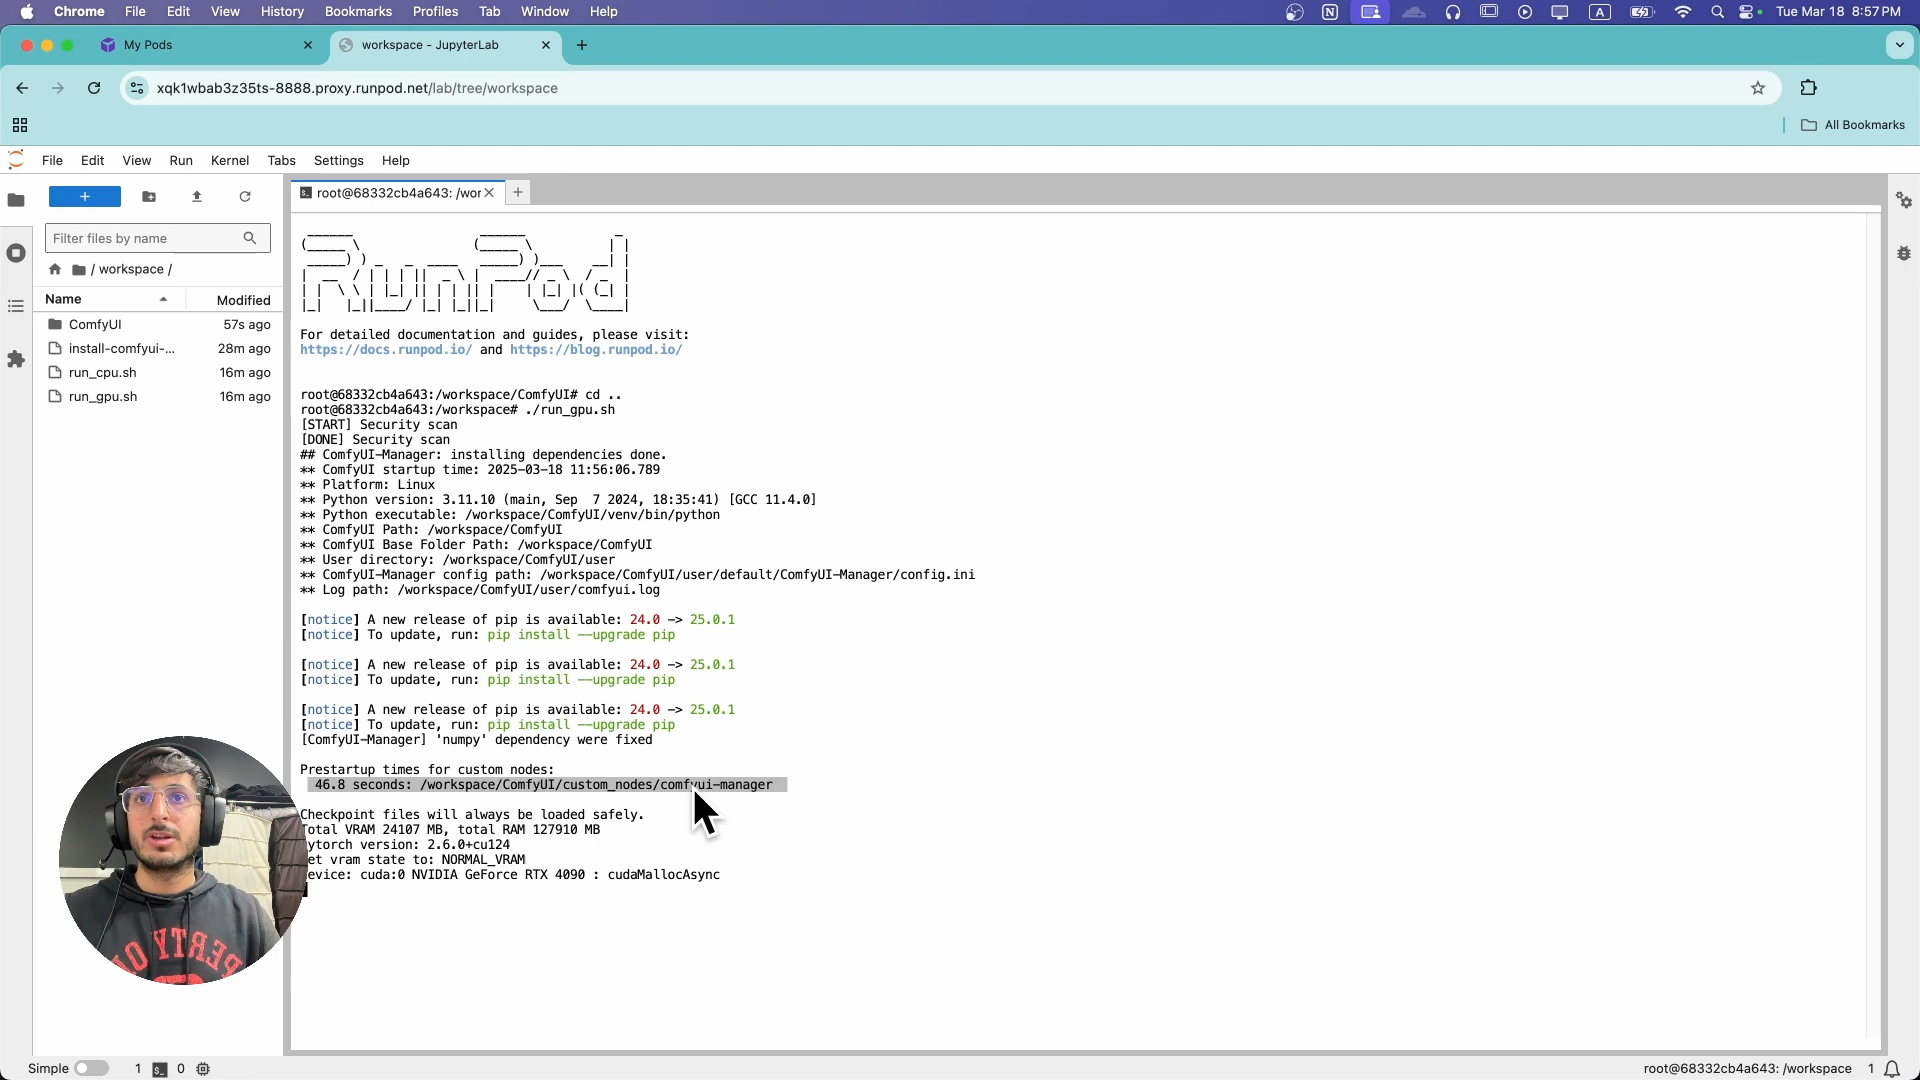 Chrome File Edit View History Bookmarks Profiles Tab Window Help
A Tue Mar 18 8:57 PM
My Pods
workspace - JupyterLab
xqk1wbab3z35ts-8888.proxy.runpod.net/lab/tree/workspace
All Bookmarks
File Edit View Run Kernel Tabs Settings Help
root@68332cb4a643: /wor
Filter files by name
/ workspace /
Name Modified
ComfyUI 57s ago
install-comfyui-... 28m ago
run_cpu.sh 16m ago
run_gpu.sh 16m ago
RunPod
For detailed documentation and guides, please visit:
https://docs.runpod.io/ and https://blog.runpod.io/
root@68332cb4a643:/workspace/ComfyUI# cd ..
root@68332cb4a643:/workspace# ./run_gpu.sh
[START] Security scan
[DONE] Security scan
## ComfyUI-Manager: installing dependencies done.
** ComfyUI startup time: 2025-03-18 11:56:06.789
** Platform: Linux
** Python version: 3.11.10 (main, Sep  7 2024, 18:35:41) [GCC 11.4.0]
** Python executable: /workspace/ComfyUI/venv/bin/python
** ComfyUI Path: /workspace/ComfyUI
** ComfyUI Base Folder Path: /workspace/ComfyUI
** User directory: /workspace/ComfyUI/user
** ComfyUI-Manager config path: /workspace/ComfyUI/user/default/ComfyUI-Manager/config.ini
** Log path: /workspace/ComfyUI/user/comfyui.log
[notice] A new release of pip is available: 24.0 -> 25.0.1
[notice] To update, run: pip install --upgrade pip
[notice] A new release of pip is available: 24.0 -> 25.0.1
[notice] To update, run: pip install --upgrade pip
[notice] A new release of pip is available: 24.0 -> 25.0.1
[notice] To update, run: pip install --upgrade pip
[ComfyUI-Manager] 'numpy' dependency were fixed
Prestartup times for custom nodes:
46.8 seconds: /workspace/ComfyUI/custom_nodes/comfyui-manager
Checkpoint files will always be loaded safely.
Total VRAM 24107 MB, total RAM 127910 MB
ytorch version: 2.6.0+cu124
et vram state to: NORMAL_VRAM
evice: cuda:0 NVIDIA GeForce RTX 4090 : cudaMallocAsync
Simple 1 0
root@68332cb4a643: /workspace 1